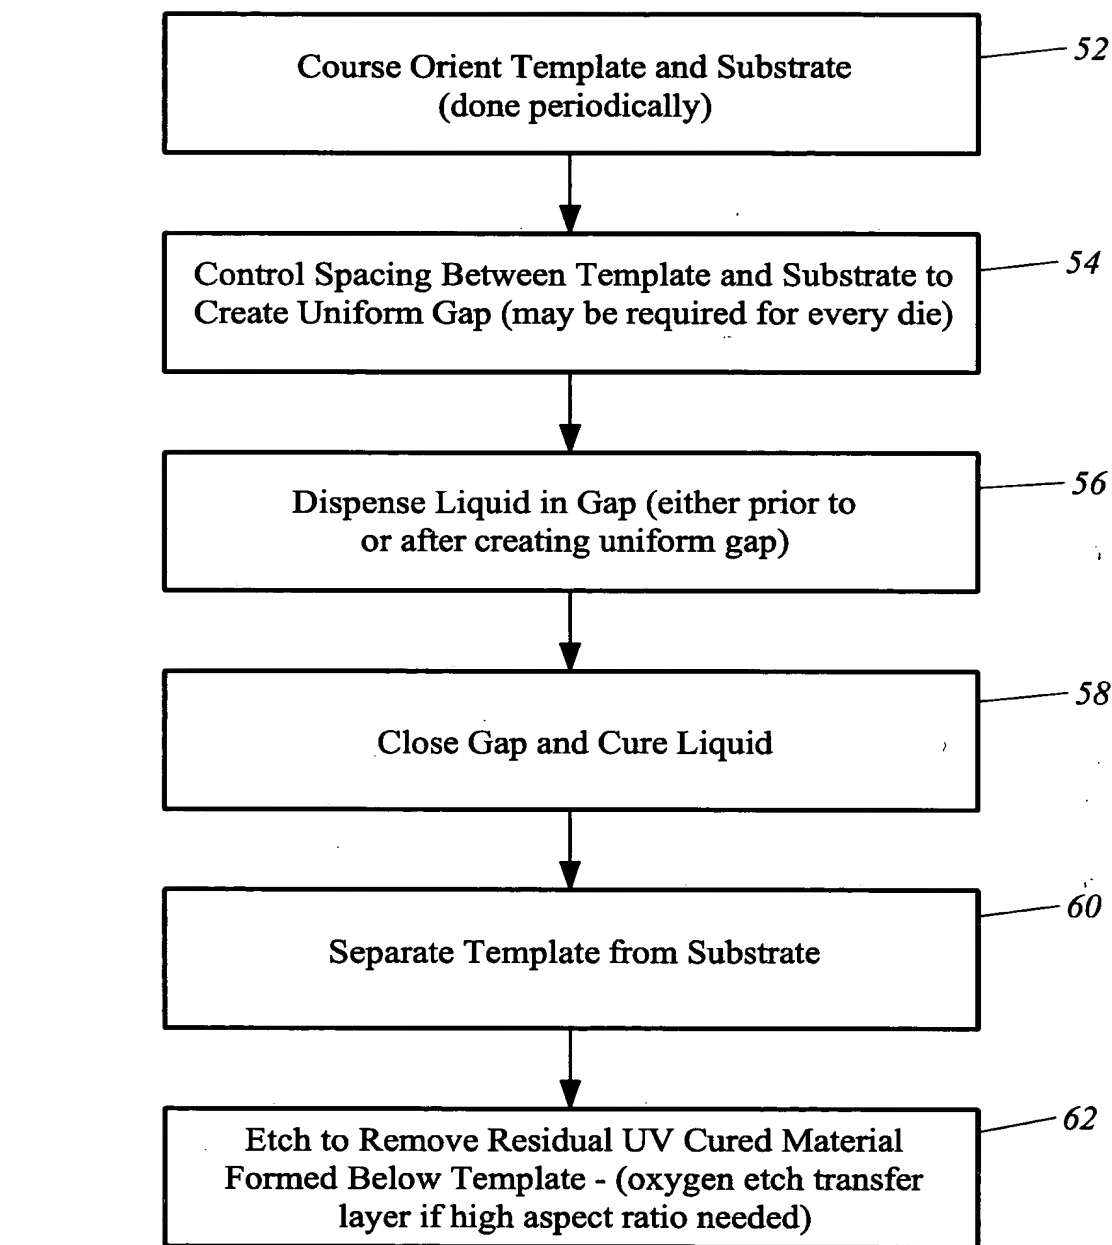 Course Orient Template and Substrate
(done periodically)
52
Control Spacing Between Template and Substrate to
Create Uniform Gap (may be required for every die)
54
Dispense Liquid in Gap (either prior to
or after creating uniform gap)
56
Close Gap and Cure Liquid
58
Separate Template from Substrate
60
Etch to Remove Residual UV Cured Material
Formed Below Template - (oxygen etch transfer
layer if high aspect ratio needed)
62